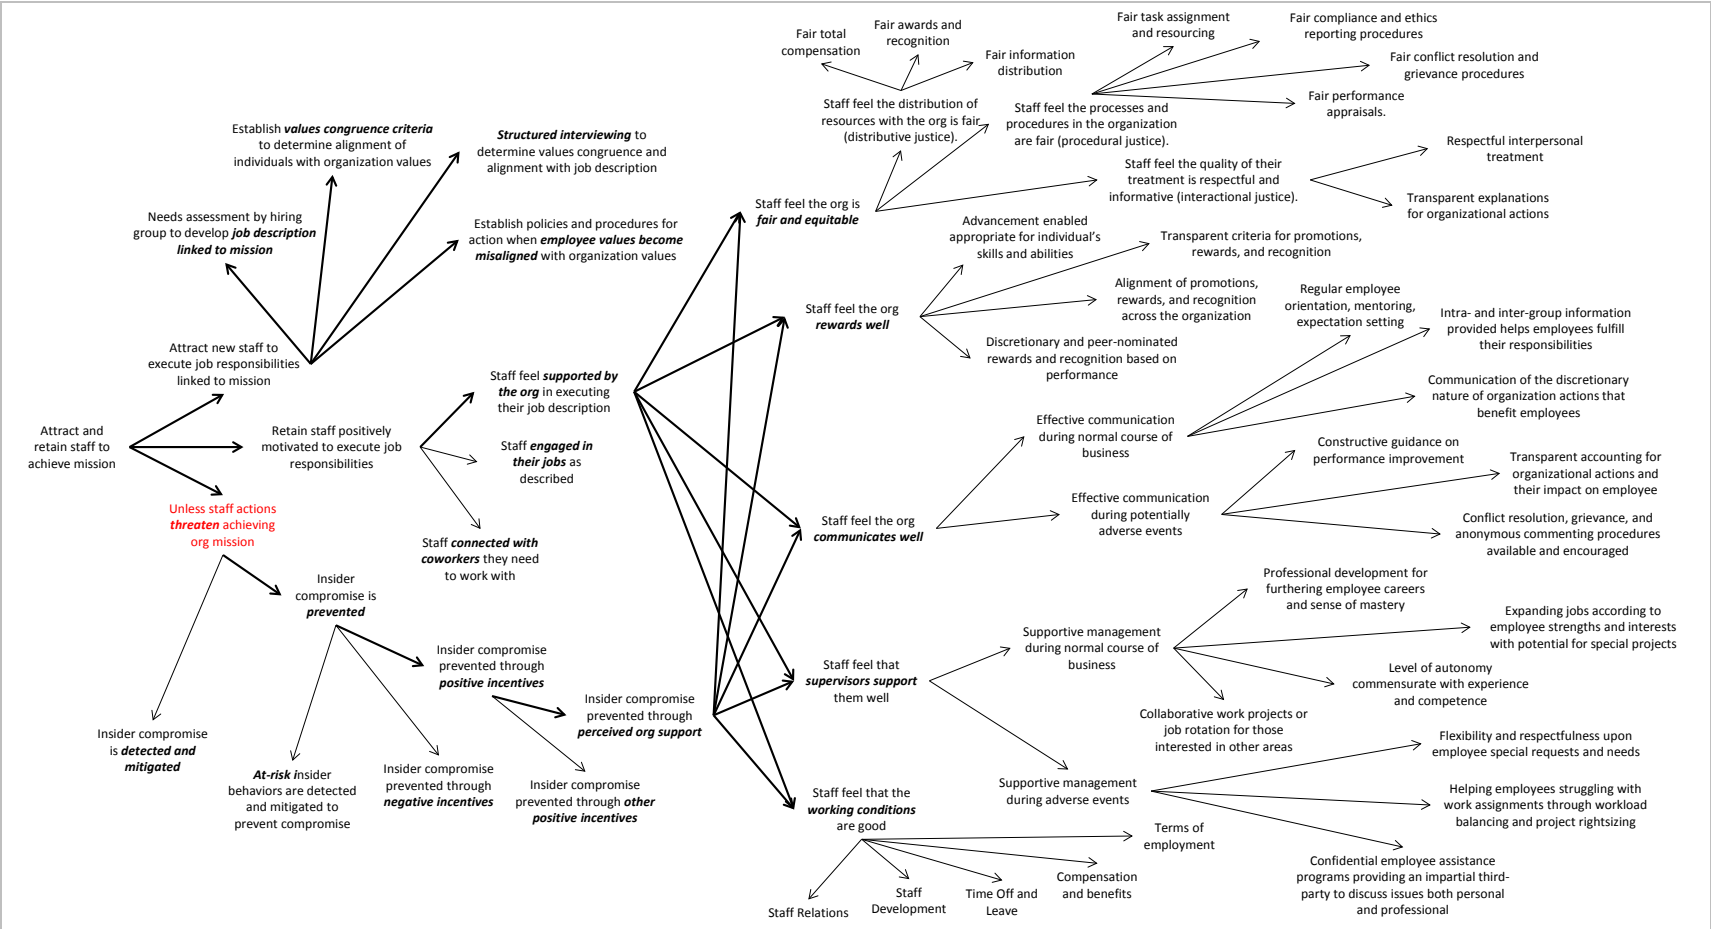 Attract and
retain staff to
achieve mission
Attract new staff to
execute job responsibilities
linked to mission
Needs assessment by hiring
group to develop job description
linked to mission
Establish values congruence criteria
to determine alignment of
individuals with organization values
Structured interviewing to
determine values congruence and
alignment with job description
Establish policies and procedures for
action when employee values become
misaligned with organization values
Retain staff positively
motivated to execute job
responsibilities
Staff feel supported by
the org in executing
their job description
Staff engaged in
their jobs as
described
Staff connected with
coworkers they need
to work with
Unless staff actions
threaten achieving
org mission
Insider compromise
is detected and
mitigated
Insider
compromise is
prevented
At-risk insider
behaviors are detected
and mitigated to
prevent compromise
Insider compromise
prevented through
negative incentives
Insider compromise
prevented through
positive incentives
Insider compromise
prevented through other
positive incentives
Insider compromise
prevented through
perceived org support
Staff feel the org is
fair and equitable
Staff feel the distribution of
resources with the org is fair
(distributive justice).
Fair total
compensation
Fair awards and
recognition
Fair information
distribution
Staff feel the processes and
procedures in the organization
are fair (procedural justice).
Fair task assignment
and resourcing
Fair compliance and ethics
reporting procedures
Fair conflict resolution and
grievance procedures
Fair performance
appraisals.
Staff feel the quality of their
treatment is respectful and
informative (interactional justice).
Respectful interpersonal
treatment
Transparent explanations
for organizational actions
Staff feel the org
rewards well
Advancement enabled
appropriate for individual's
skills and abilities
Transparent criteria for promotions,
rewards, and recognition
Alignment of promotions,
rewards, and recognition
across the organization
Discretionary and peer-nominated
rewards and recognition based on
performance
Staff feel the org
communicates well
Effective communication
during normal course of
business
Regular employee
orientation, mentoring,
expectation setting
Intra- and inter-group information
provided helps employees fulfill
their responsibilities
Communication of the discretionary
nature of organization actions that
benefit employees
Effective communication
during potentially
adverse events
Constructive guidance on
performance improvement
Transparent accounting for
organizational actions and
their impact on employee
Conflict resolution, grievance, and
anonymous commenting procedures
available and encouraged
Staff feel that
supervisors support
them well
Supportive management
during normal course of
business
Professional development for
furthering employee careers
and sense of mastery
Expanding jobs according to
employee strengths and interests
with potential for special projects
Level of autonomy
commensurate with experience
and competence
Collaborative work projects or
job rotation for those
interested in other areas
Supportive management
during adverse events
Flexibility and respectfulness upon
employee special requests and needs
Helping employees struggling with
work assignments through workload
balancing and project rightsizing
Confidential employee assistance
programs providing an impartial third-
party to discuss issues both personal
and professional
Staff feel that the
working conditions
are good
Terms of
employment
Compensation
and benefits
Time Off and
Leave
Staff
Development
Staff Relations